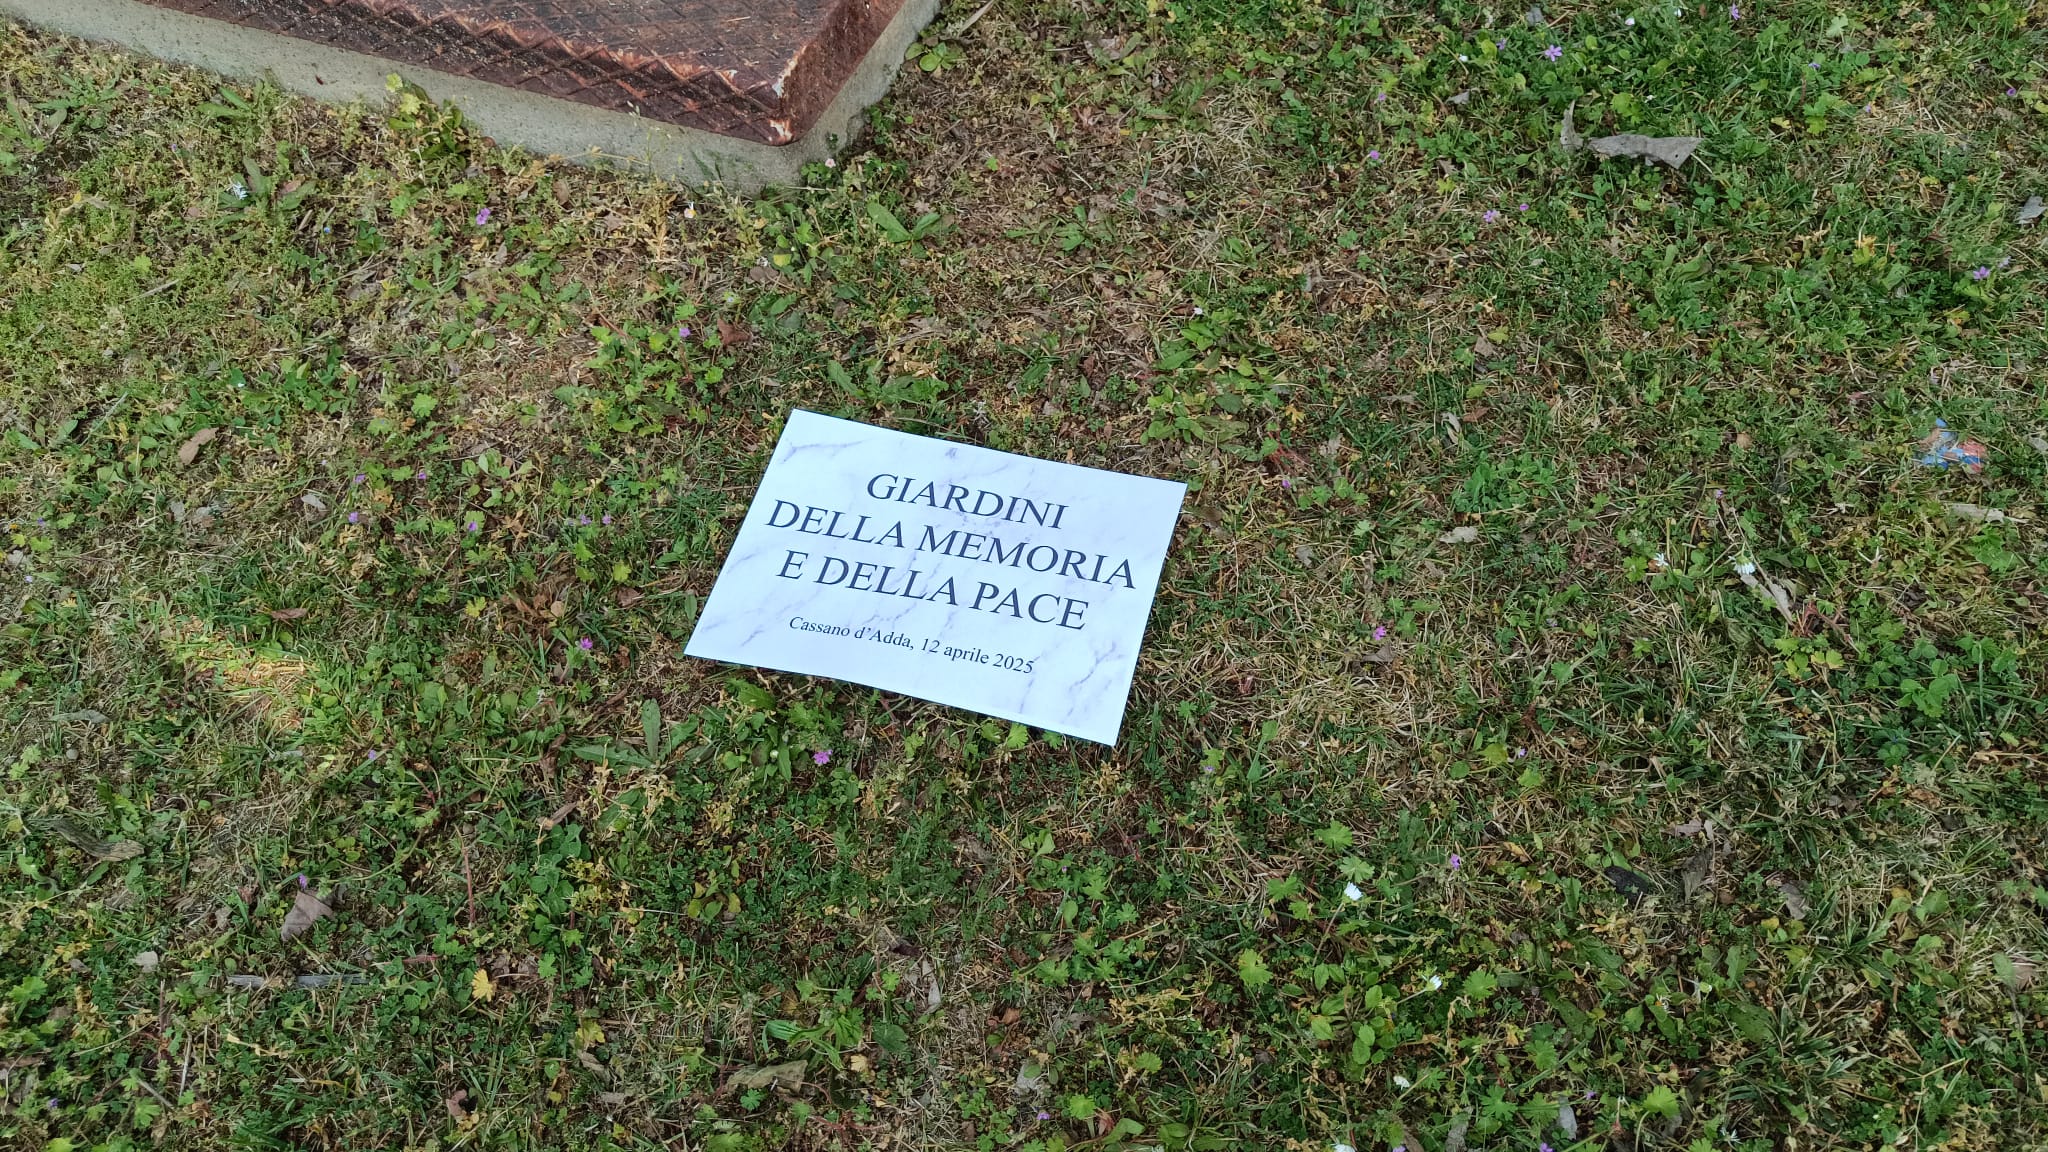 GIARDINI
DELLA MEMORIA
E DELLA PACE
Cassano d'Adda, 12 aprile 2025